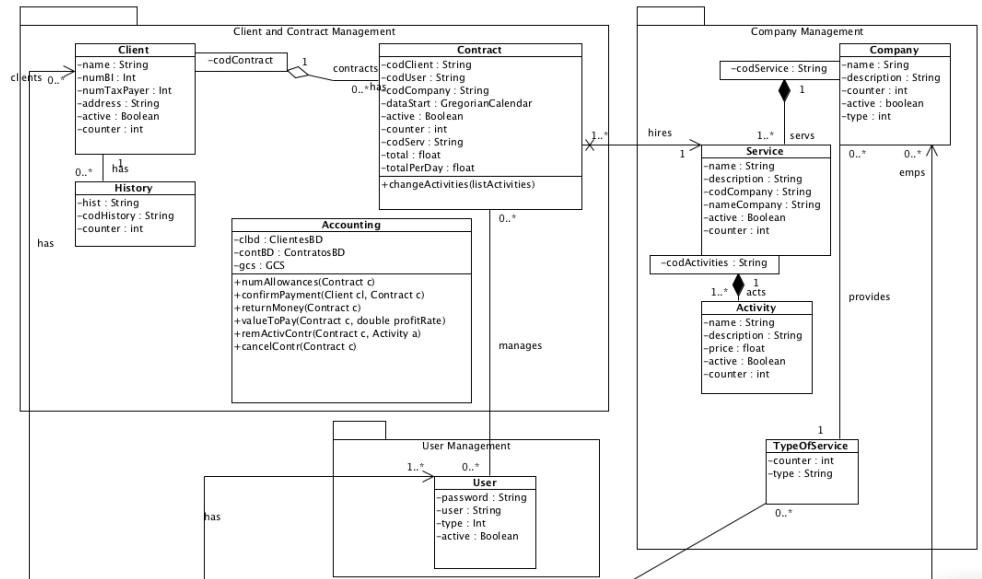 Client and Contract Management
Client
-name : String
-numBI : Int
-numTaxPayer : Int
-address : String
-active : Boolean
-counter : int
clients
0..*
-codContract
1
contracts
0..*
has
Contract
-codClient : String
-codUser : String
-codCompany : String
-dataStart : GregorianCalendar
-active : Boolean
-counter : int
-codServ : String
-total : float
-totalPerDay : float
+changeActivities(listActivities)
1
has
0..*
History
-hist : String
-codHistory : String
-counter : int
has
Accounting
-clbd : ClientesBD
-contBD : ContratosBD
-gcs : GCS
+numAllowances(Contract c)
+confirmPayment(Client cl, Contract c)
+returnMoney(Contract c)
+valueToPay(Contract c, double profitRate)
+remActivContr(Contract c, Activity a)
+cancelContr(Contract c)
0..*
manages
1..*
hires
1
Company Management
Company
-name : Sring
-description : String
-counter : int
-active : boolean
-type : int
-codService : String
1
1..*
servs
Service
-name : String
-description : String
-codCompany : String
-nameCompany : String
-active : Boolean
-counter : int
0..*
0..*
emps
-codActivities : String
1
1..*
acts
Activity
-name : String
-description : String
-price : float
-active : Boolean
-counter : int
provides
1
TypeOfService
-counter : int
-type : String
0..*
User Management
1..*
0..*
User
-password : String
-user : String
-type : Int
-active : Boolean
has